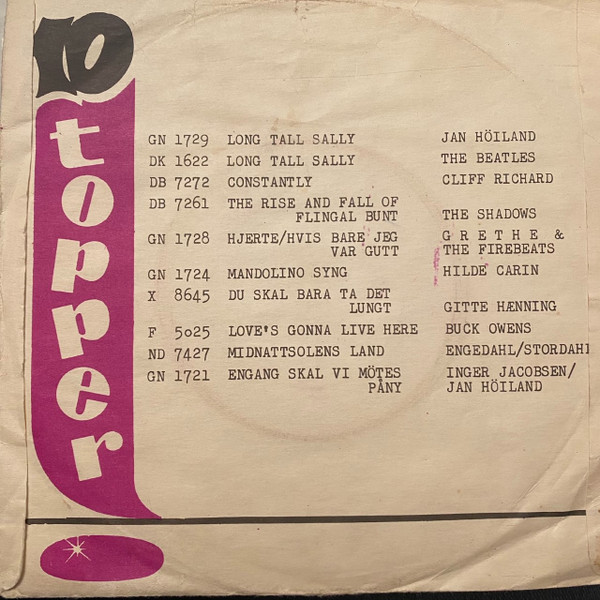 10 topper
GN 1729 LONG TALL SALLY JAN HÖILAND
DK 1622 LONG TALL SALLY THE BEATLES
DB 7272 CONSTANTLY CLIFF RICHARD
DB 7261 THE RISE AND FALL OF
FLINGAL BUNT THE SHADOWS
GN 1728 HJERTE/HVIS BARE JEG GRETHE &
VAR GUTT THE FIREBEATS
GN 1724 MANDOLINO SYNG HILDE CARIN
X 8645 DU SKAL BARA TA DET
LUNGT GITTE HÆNNING
F 5025 LOVE'S GONNA LIVE HERE BUCK OWENS
ND 7427 MIDNATTSOLENS LAND ENGEDAHL/STORDAHl
GN 1721 ENGANG SKAL VI MÖTES INGER JACOBSEN/
PÅNY JAN HÖILAND